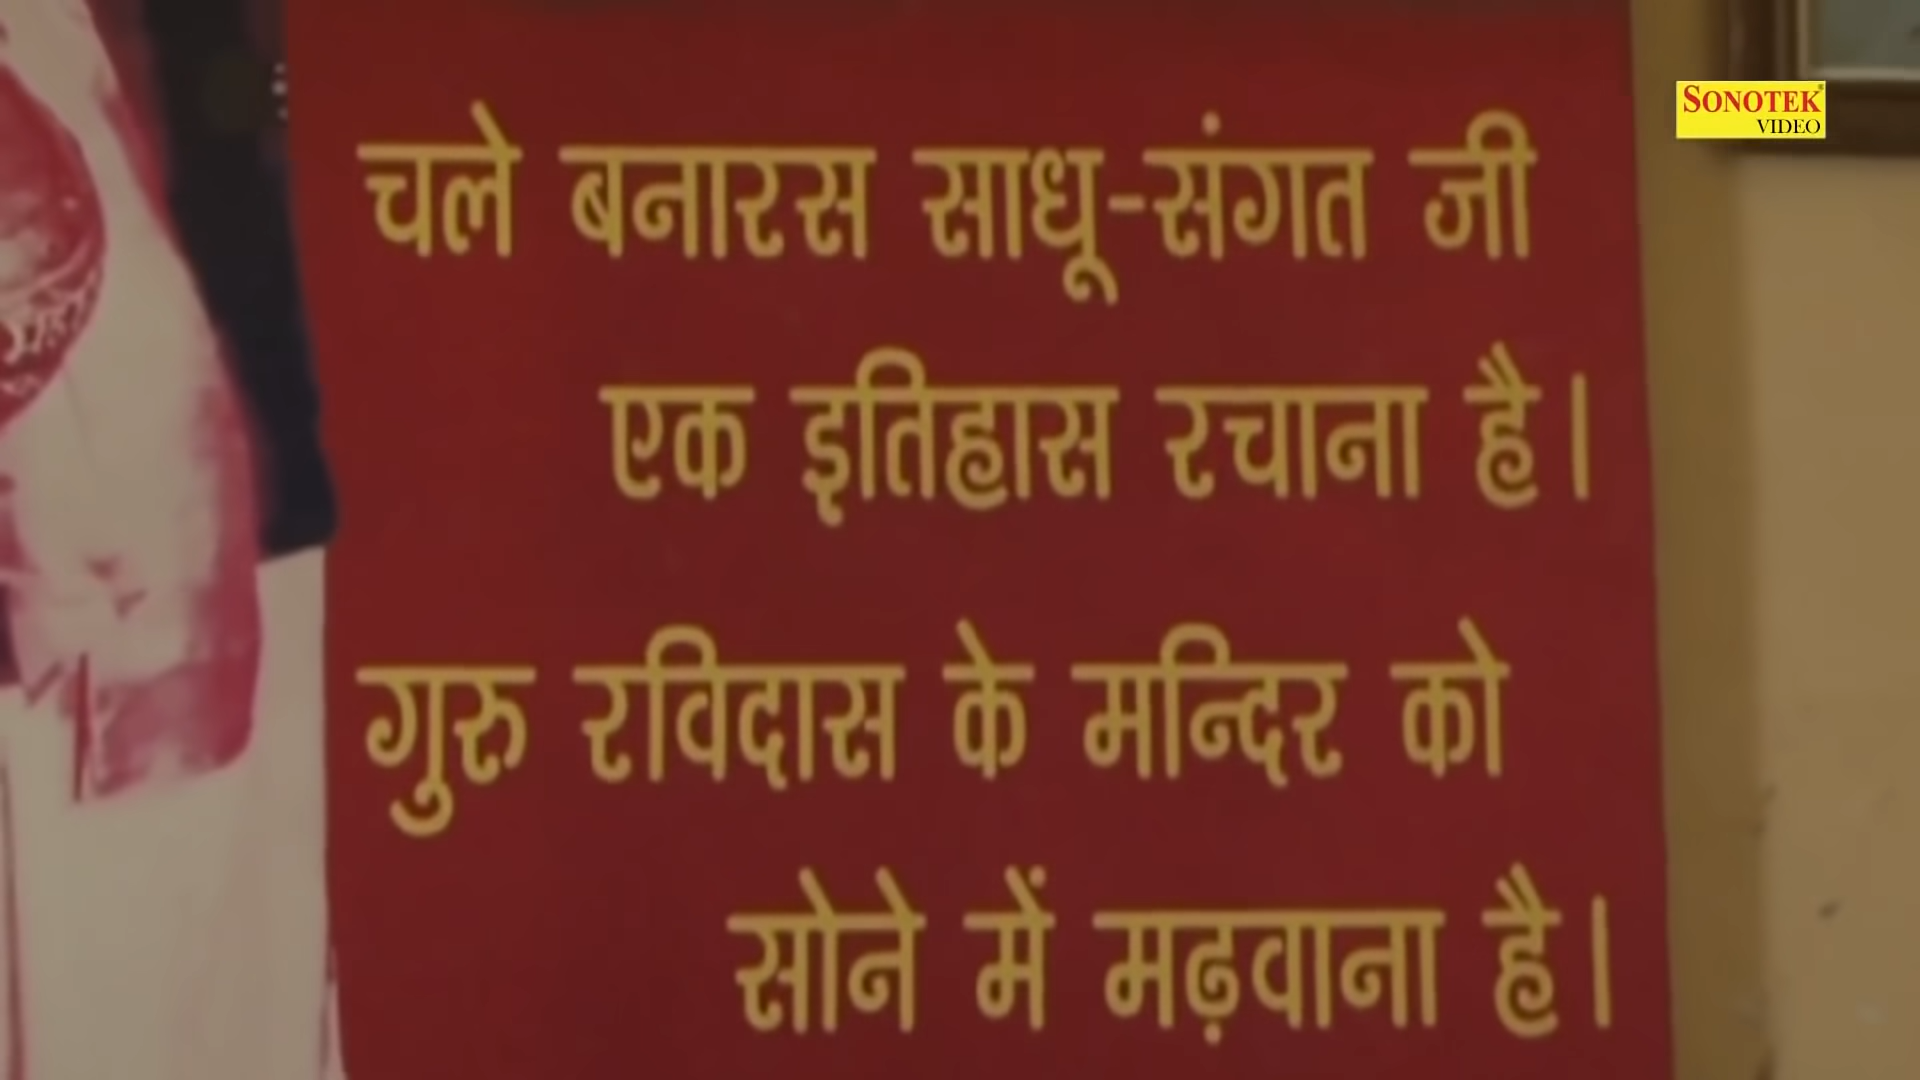 SONOTEK
VIDEO
चले बनारस साधू-संगत जी
एक इतिहास रचाना है।
गुरु रविदास के मन्दिर को
सोने में मढ़वाना है।